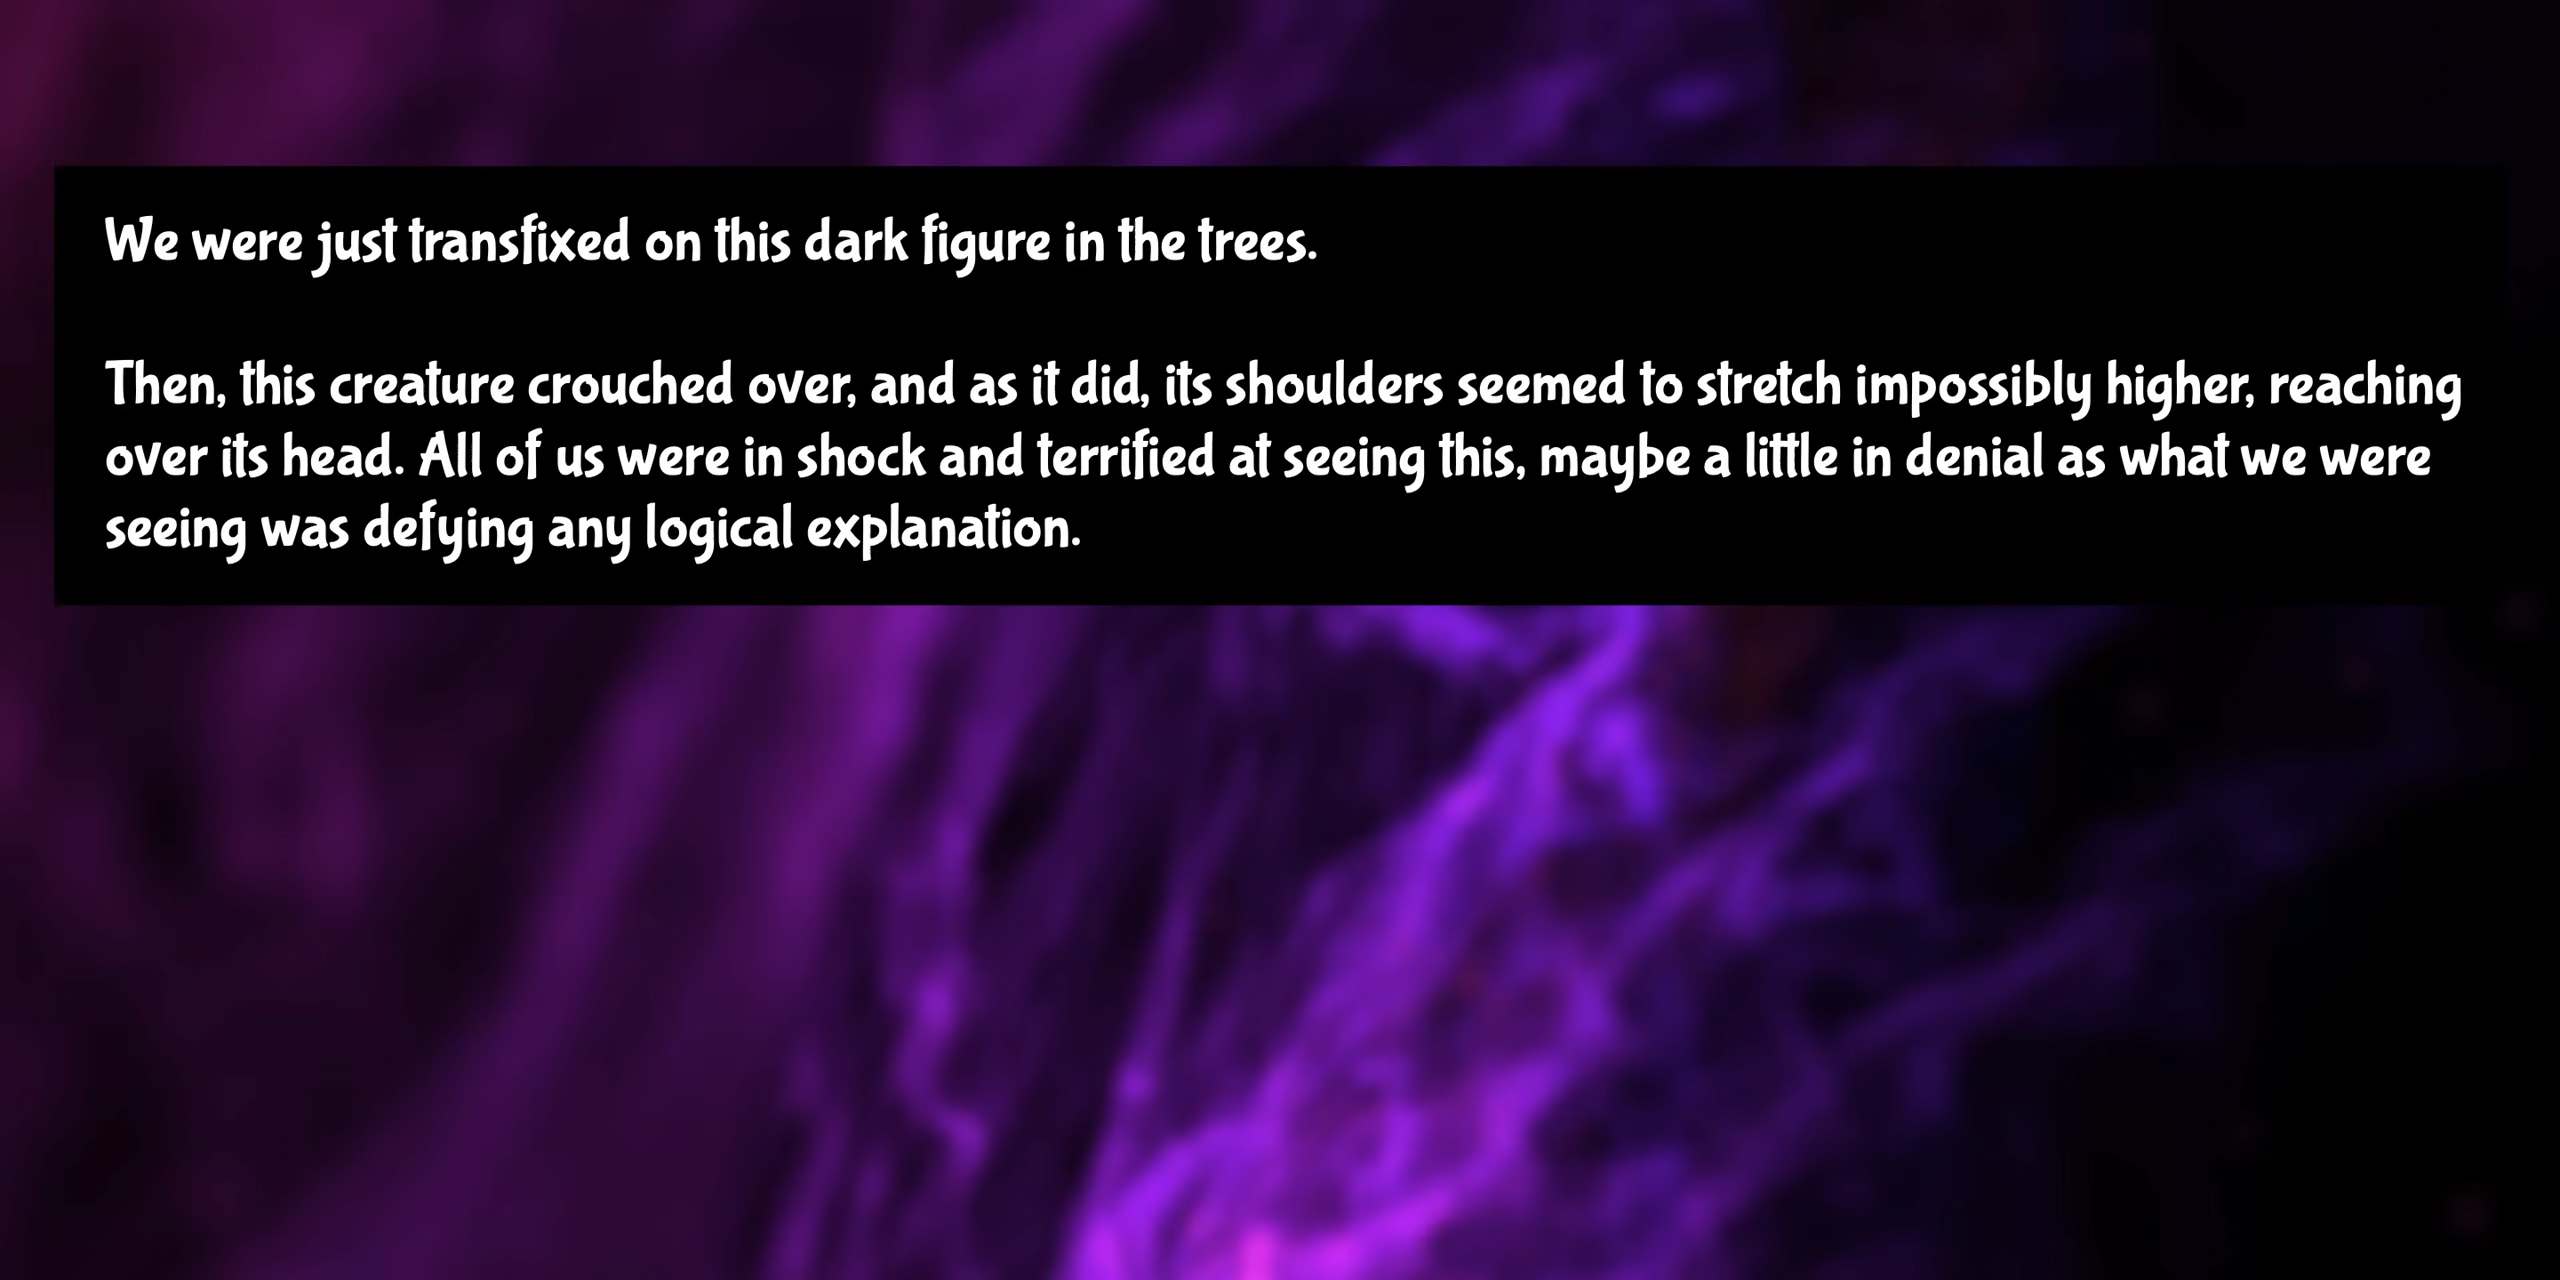 We were just transfixed on this dark figure in the trees.
Then, this creature crouched over, and as it did, its shoulders seemed to stretch impossibly higher, reaching
over its head. All of us were in shock and terrified at seeing this, maybe a little in denial as what we were
seeing was defying any logical explanation.